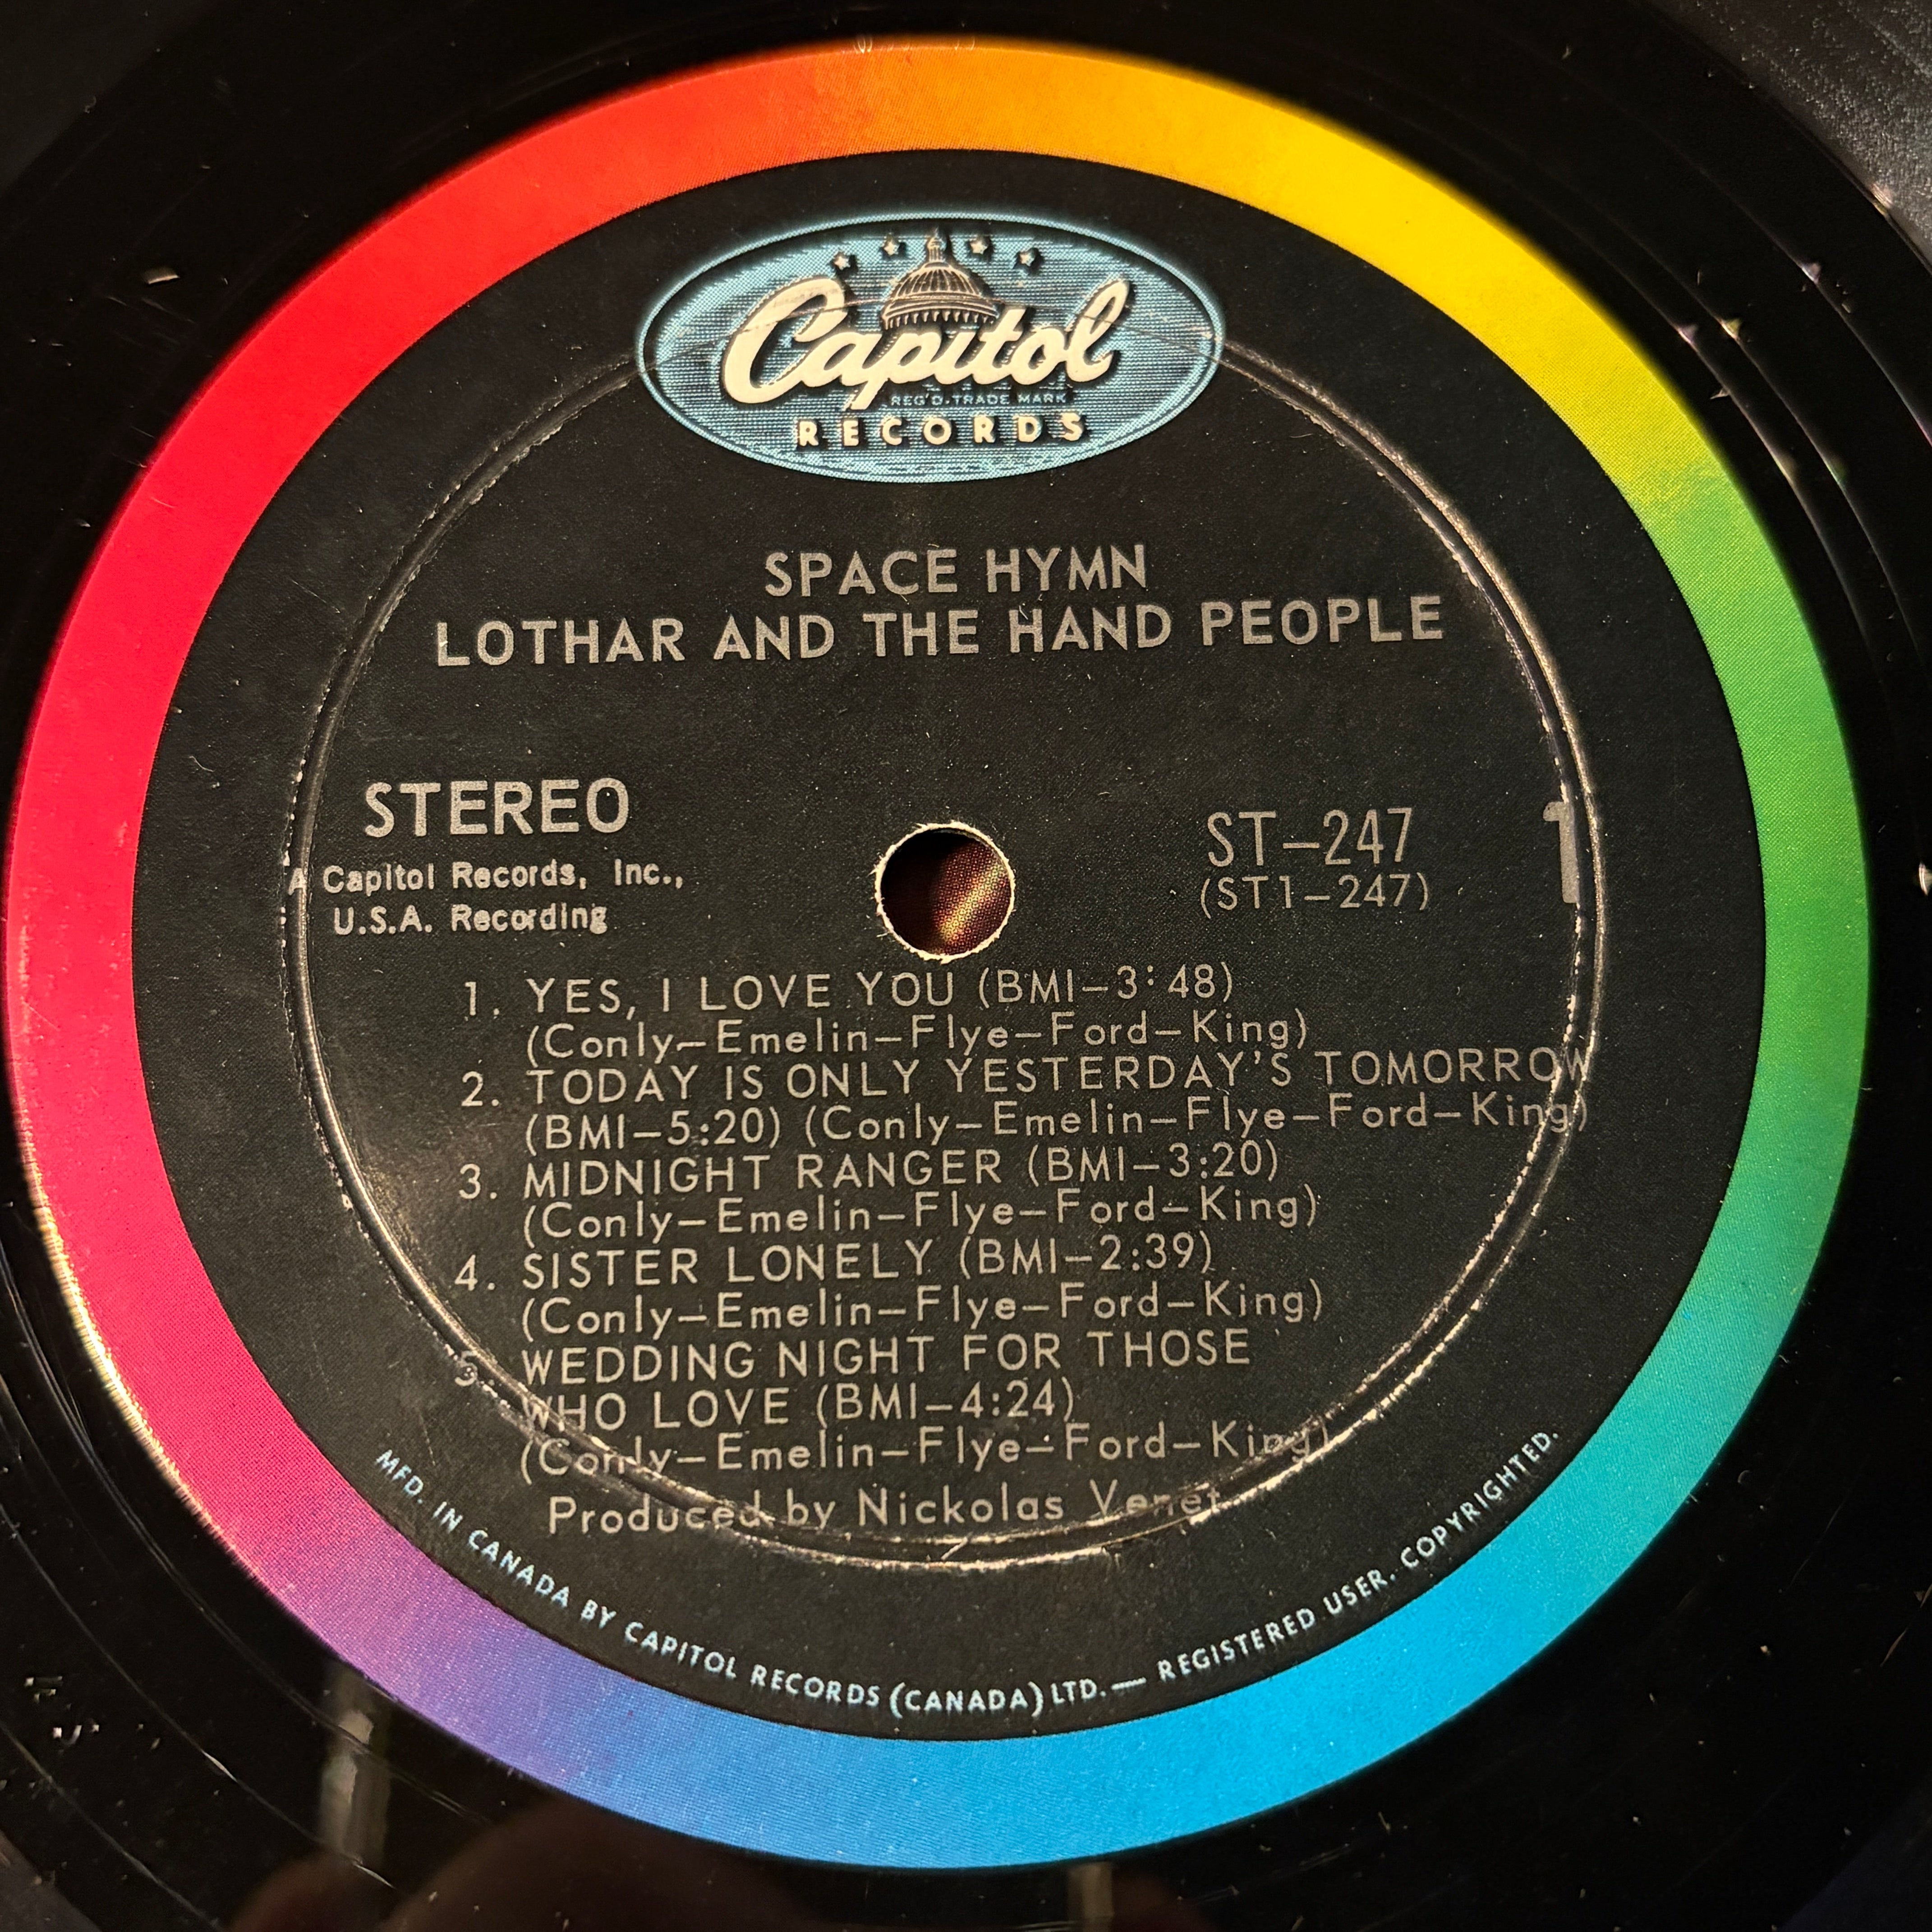 Capitol
REG'D. TRADE MARK
RECORDS
SPACE HYMN
LOTHAR AND THE HAND PEOPLE
STEREO
A Capitol Records, Inc.,
U.S.A. Recording
ST-247
(ST1-247)
1
1. YES, I LOVE YOU (BMI-3:48)
(Conly-Emelin-Flye-Ford-King)
2. TODAY IS ONLY YESTERDAY'S TOMORROW
(BMI-5:20) (Conly-Emelin-Flye-Ford-King)
3. MIDNIGHT RANGER (BMI-3:20)
(Conly-Emelin-Flye-Ford-King)
4. SISTER LONELY (BMI-2:39)
(Conly-Emelin-Flye-Ford-King)
5. WEDDING NIGHT FOR THOSE
WHO LOVE (BMI-4:24)
(Conly-Emelin-Flye-Ford-King)
Produced by Nickolas Venet
MFD. IN CANADA BY CAPITOL RECORDS (CANADA) LTD. — REGISTERED USER. COPYRIGHTED.